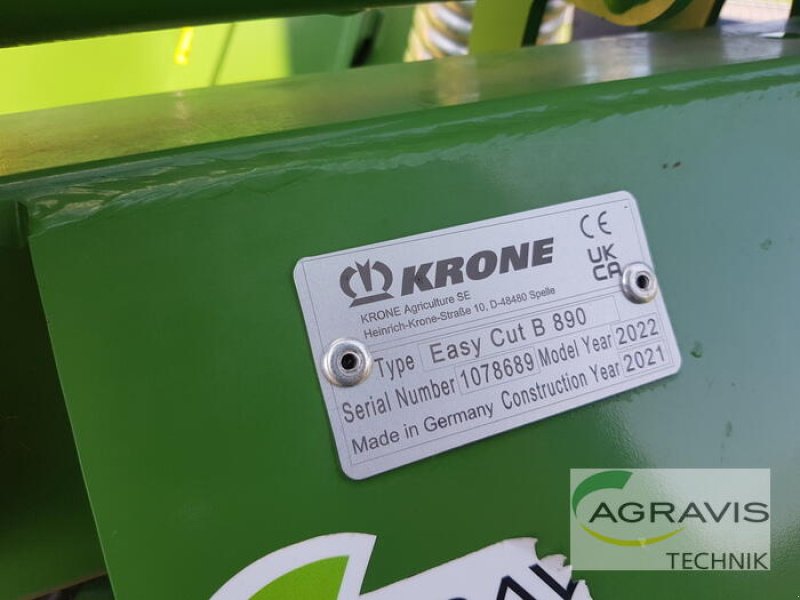 KRONE
CE
UK
CA
KRONE Agriculture SE
Heinrich-Krone-Straße 10, D-48480 Spelle
Type Easy Cut B 890
Serial Number 1078689 Model Year 2022
Made in Germany Construction Year 2021
AGRAVIS
TECHNIK